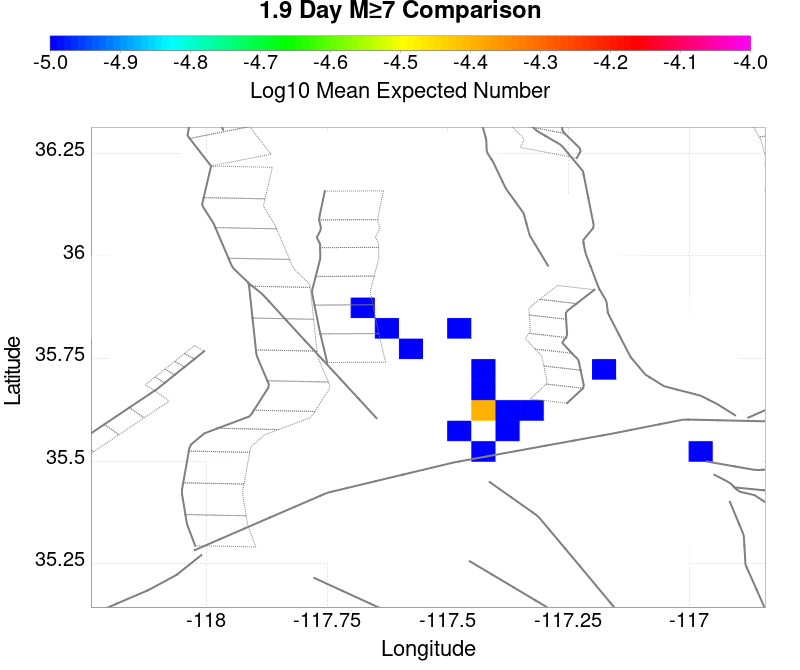 1.9 Day M≥7 Comparison
-5.0 -4.9 -4.8 -4.7 -4.6 -4.5 -4.4 -4.3 -4.2 -4.1 -4.0
Log10 Mean Expected Number
36.25
36
35.75
35.5
35.25
Latitude
-118 -117.75 -117.5 -117.25 -117
Longitude